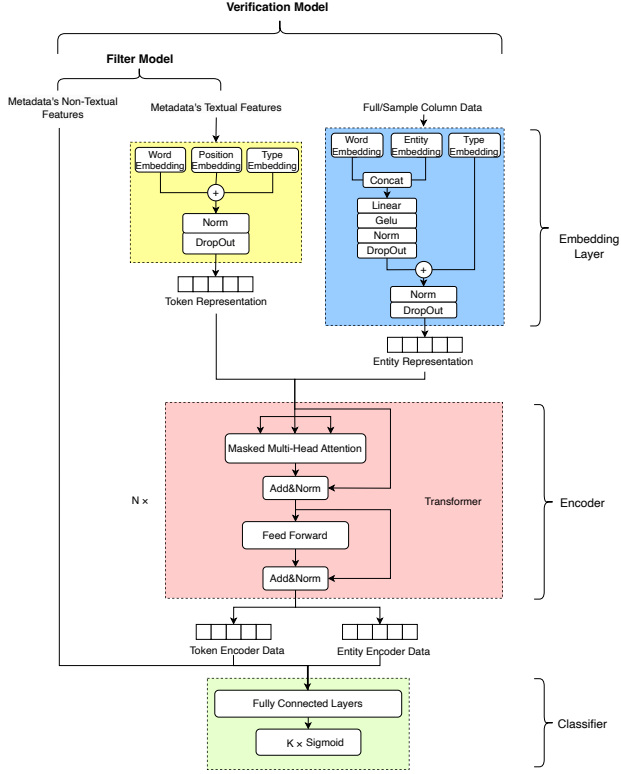 Verification Model
Filter Model
Metadata's Non-Textual
Features
Metadata's Textual Features
Full/Sample Column Data
Word
Embedding
Position
Embedding
Type
Embedding
+
Norm
DropOut
Token Representation
Word
Embedding
Entity
Embedding
Type
Embedding
Concat
Linear
Gelu
Norm
DropOut
+
Norm
DropOut
Entity Representation
Embedding
Layer
Masked Multi-Head Attention
Add&Norm
N ×
Transformer
Feed Forward
Add&Norm
Encoder
Token Encoder Data
Entity Encoder Data
Fully Connected Layers
K × Sigmoid
Classifier